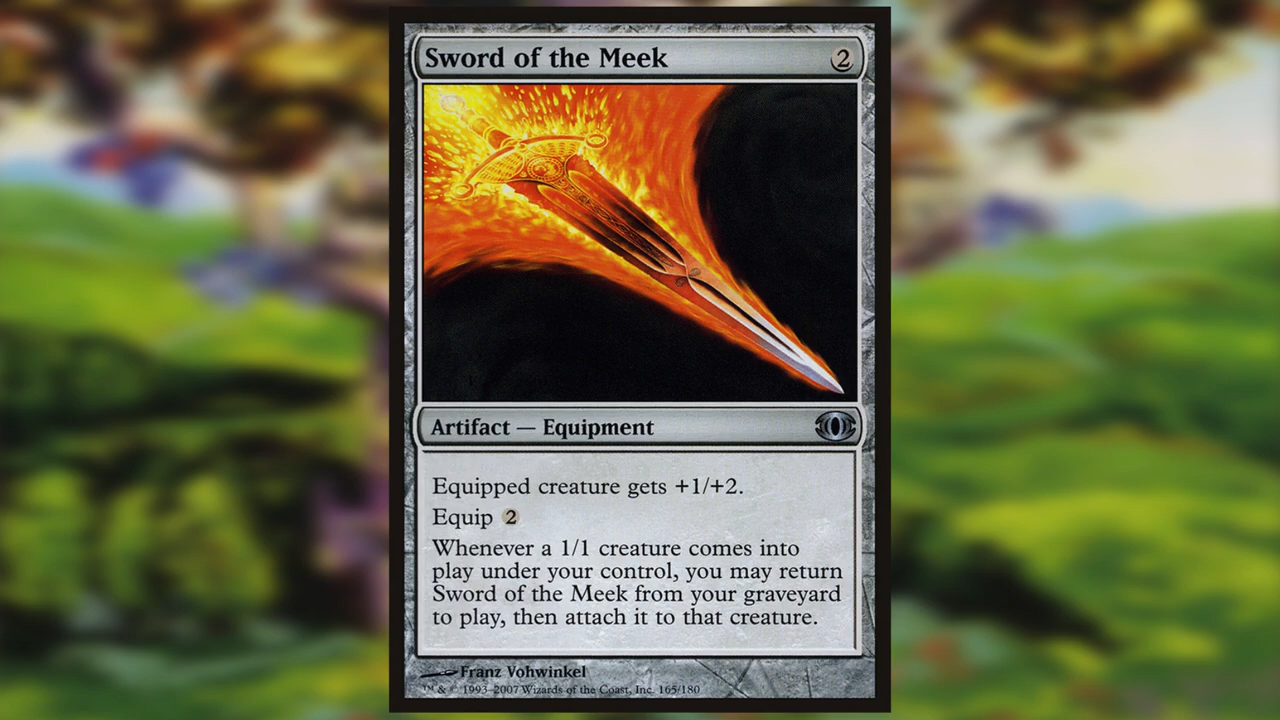 Sword of the Meek 2
Artifact — Equipment
Equipped creature gets +1/+2.
Equip 2
Whenever a 1/1 creature comes into
play under your control, you may return
Sword of the Meek from your graveyard
to play, then attach it to that creature.
Franz Vohwinkel
™ & © 1993–2007 Wizards of the Coast, Inc. 165/180